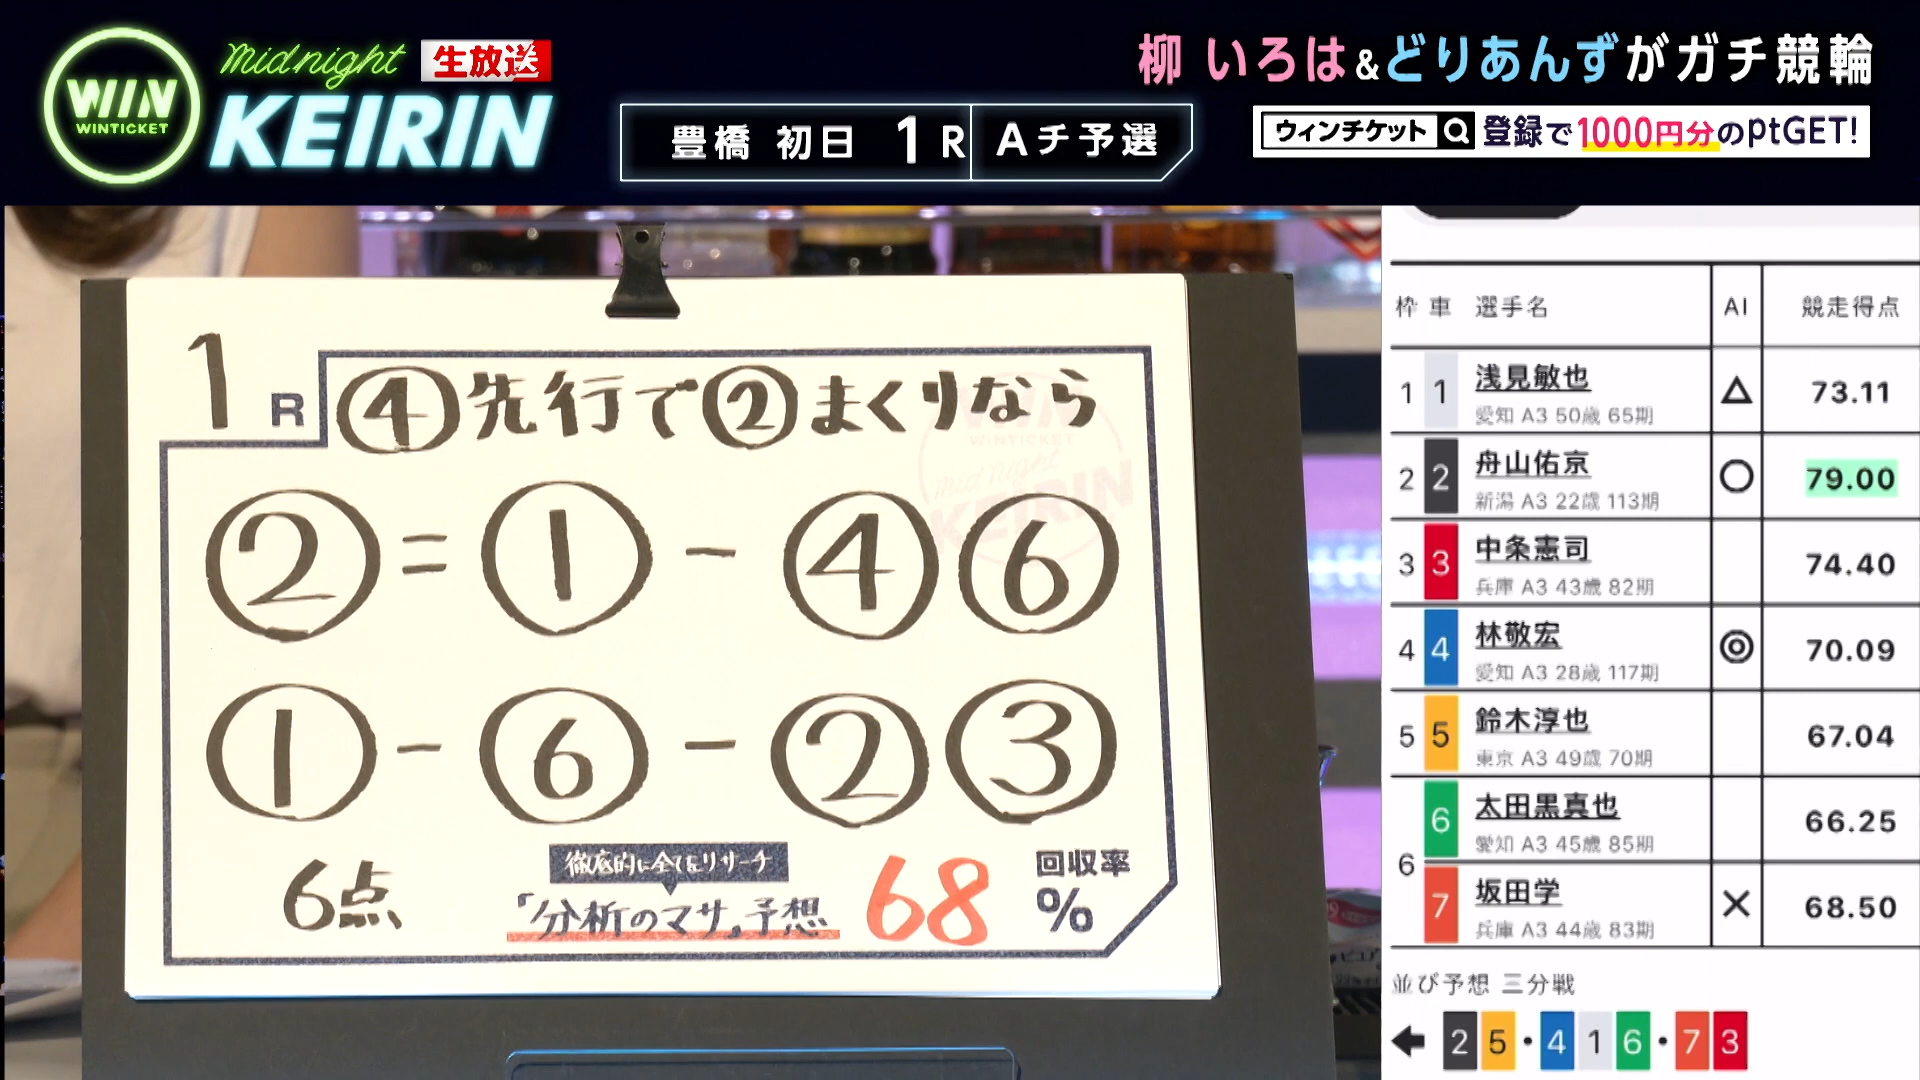 WIN
WINTICKET
Midnight
生放送
KEIRIN
豊橋 初日 1R Aチ予選
柳 いろは&どりあんずがガチ競輪
ウィンチケット 登録で1000円分のptGET!
1R
④先行で②まくりなら
②=①-④⑥
①-⑥-②③
6点
徹底的に全てをリサーチ
「分析のマサ」予想
68
回収率
%
WIN
WINTICKET
Midnight
KEIRIN
枠 車 選手名 AI 競走得点
1 1 浅見敏也 △ 73.11
愛知 A3 50歳 65期
2 2 舟山佑京 ○ 79.00
新潟 A3 22歳 113期
3 3 中条憲司 74.40
兵庫 A3 43歳 82期
4 4 林敬宏 ◎ 70.09
愛知 A3 28歳 117期
5 5 鈴木淳也 67.04
東京 A3 49歳 70期
6 6 太田黒真也 66.25
愛知 A3 45歳 85期
7 坂田学 × 68.50
兵庫 A3 44歳 83期
並び予想 三分戦
← 2 5・4 1 6・7 3